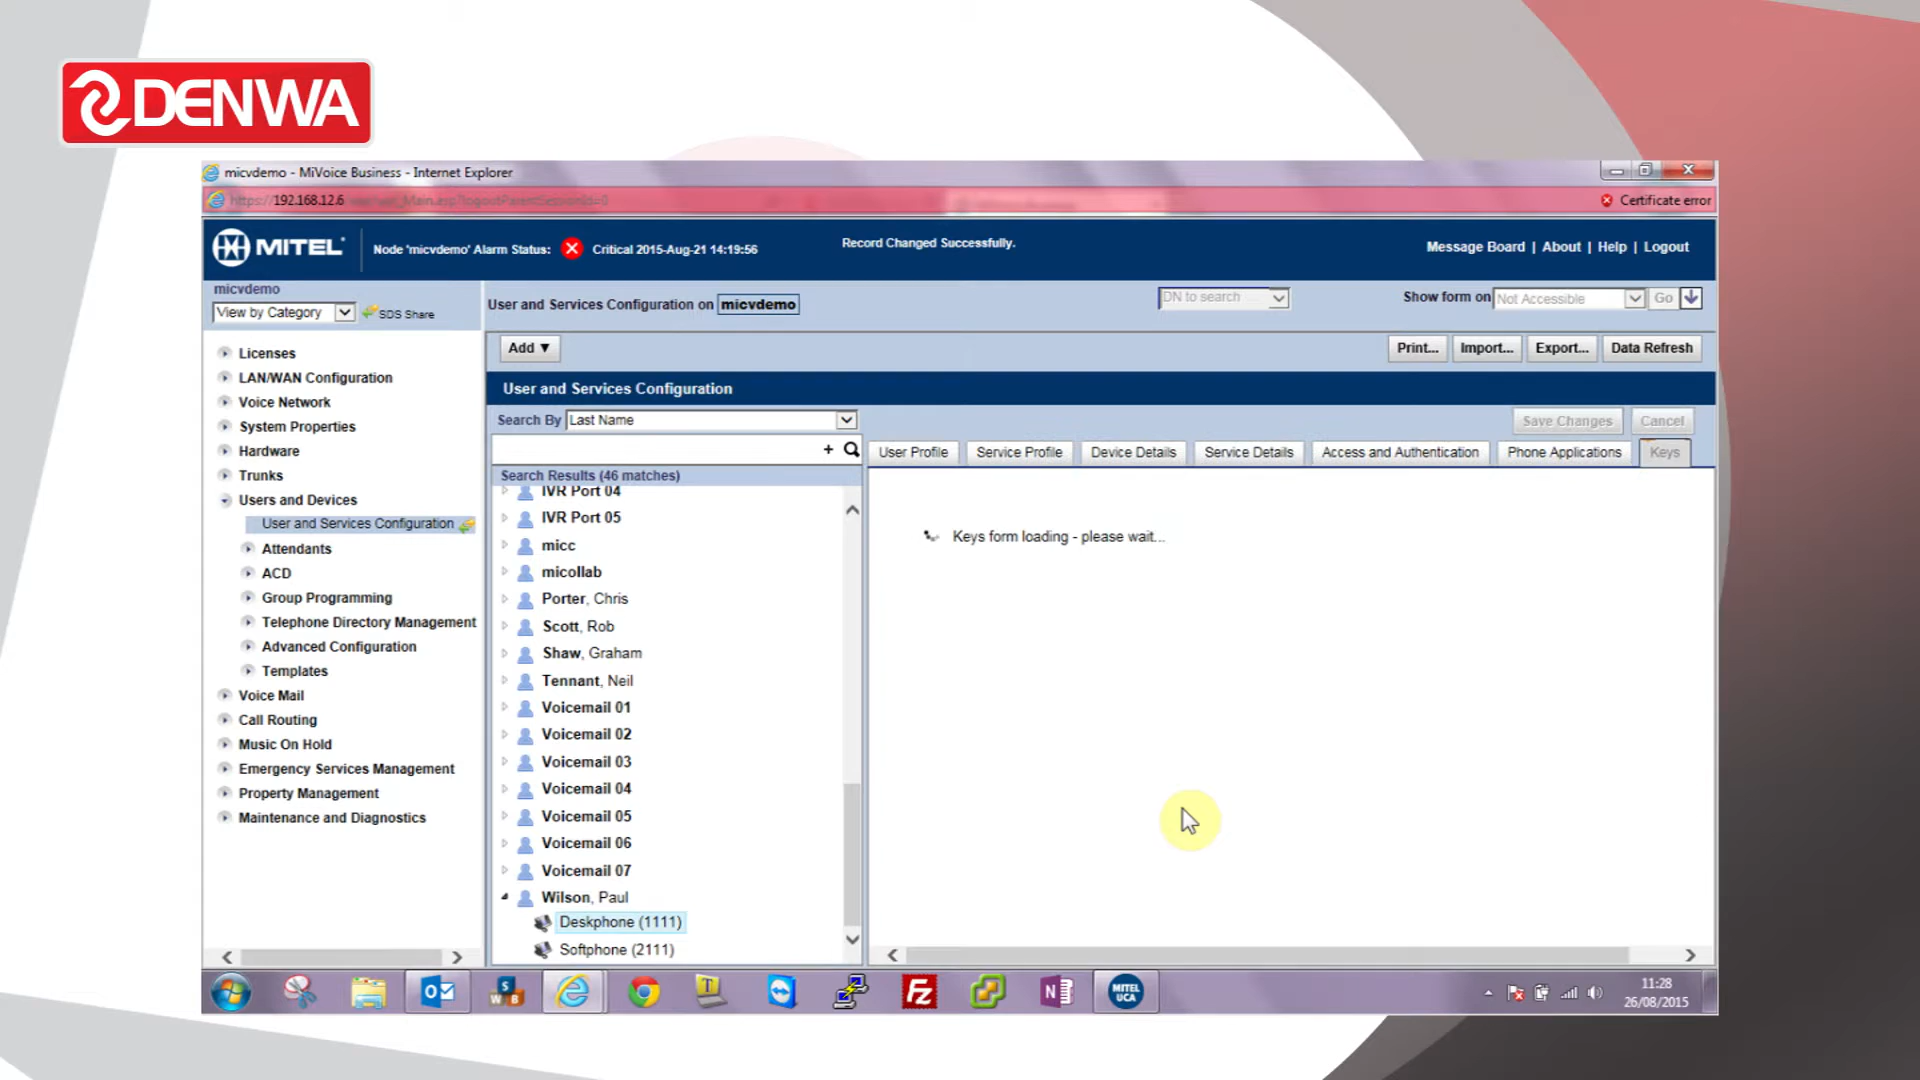 DENWA
micvdemo - MiVoice Business - Internet Explorer
https://192.168.12.6
Certificate error
MITEL
Node 'micvdemo' Alarm Status: Critical 2015-Aug-21 14:19:56
Record Changed Successfully.
Message Board | About | Help | Logout
micvdemo
View by Category
SDS Share
User and Services Configuration on micvdemo
DN to search
Show form on Not Accessible Go
Licenses
LAN/WAN Configuration
Voice Network
System Properties
Hardware
Trunks
Users and Devices
User and Services Configuration
Attendants
ACD
Group Programming
Telephone Directory Management
Advanced Configuration
Templates
Voice Mail
Call Routing
Music On Hold
Emergency Services Management
Property Management
Maintenance and Diagnostics
Add ▼
Print... Import... Export... Data Refresh
User and Services Configuration
Search By Last Name
Save Changes Cancel
+
User Profile Service Profile Device Details Service Details Access and Authentication Phone Applications Keys
Search Results (46 matches)
IVR Port 04
IVR Port 05
micc
micollab
Porter, Chris
Scott, Rob
Shaw, Graham
Tennant, Neil
Voicemail 01
Voicemail 02
Voicemail 03
Voicemail 04
Voicemail 05
Voicemail 06
Voicemail 07
Wilson, Paul
Deskphone (1111)
Softphone (2111)
Keys form loading - please wait...
S
W B
T
Fz
N
MITEL
UCA
11:28
26/08/2015